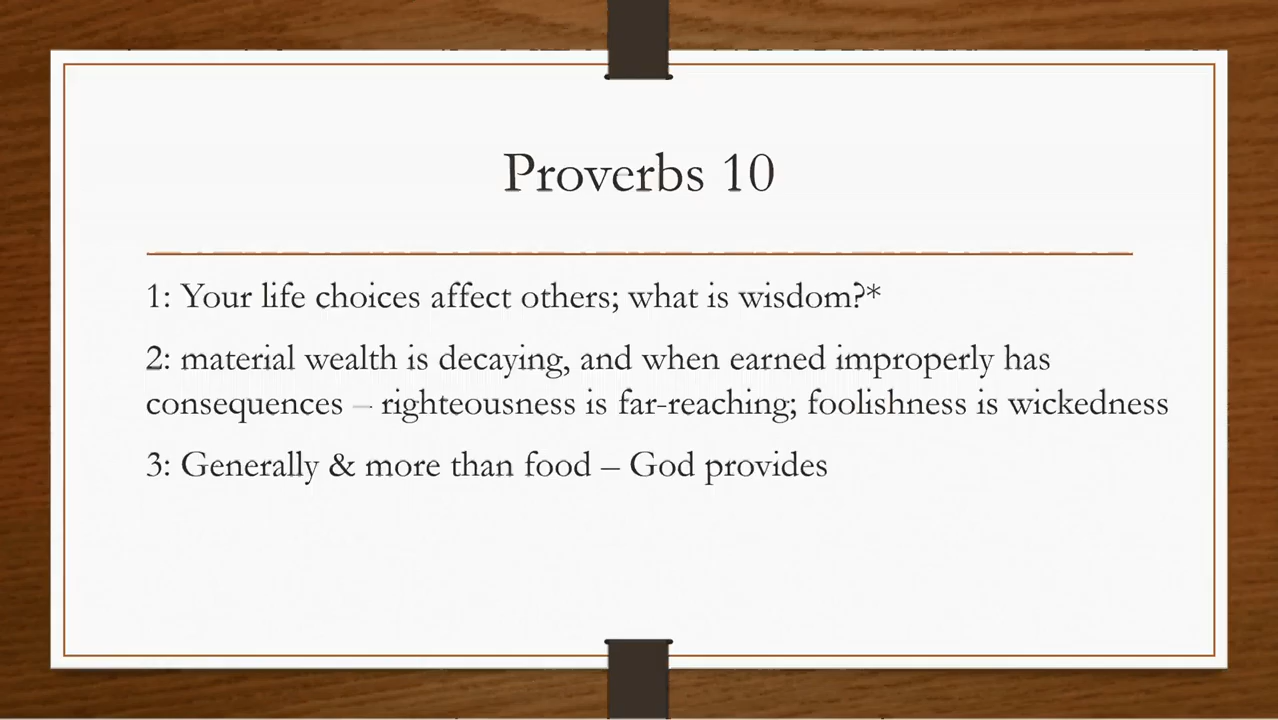 Proverbs 10
1: Your life choices affect others; what is wisdom?*
2: material wealth is decaying, and when earned improperly has
consequences – righteousness is far-reaching; foolishness is wickedness
3: Generally & more than food – God provides